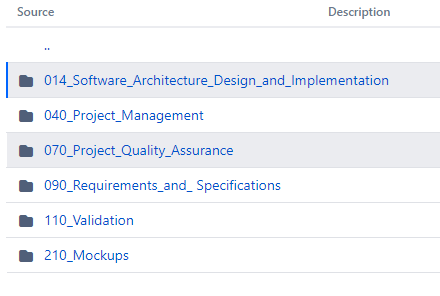 Source Description
..
014_Software_Architecture_Design_and_Implementation
040_Project_Management
070_Project_Quality_Assurance
090_Requirements_and_ Specifications
110_Validation
210_Mockups